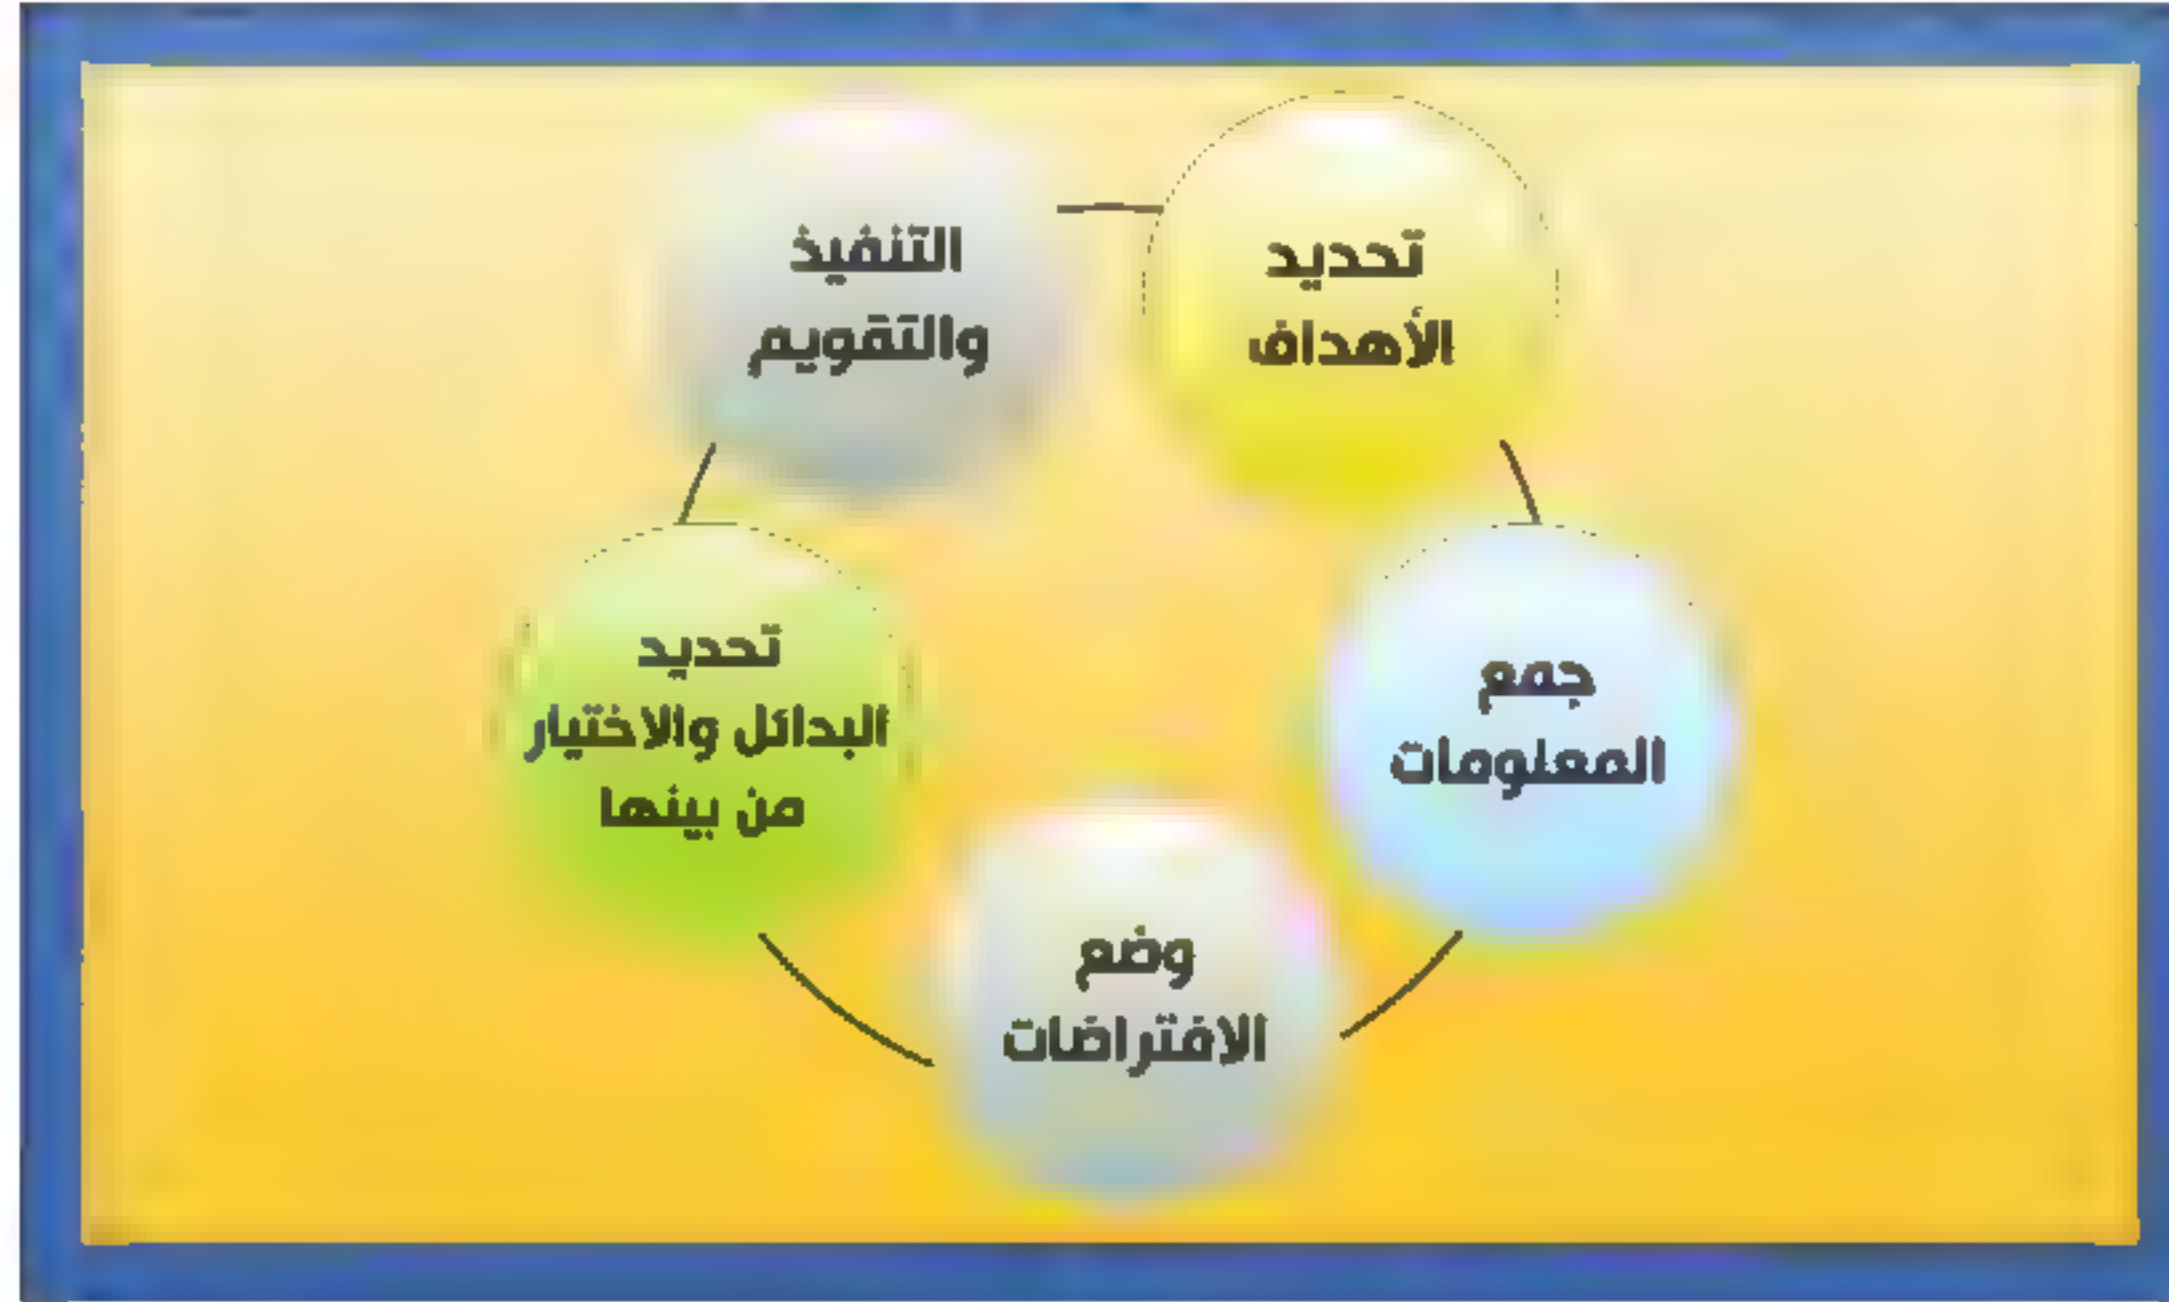 تحديد
الأهداف
جمع
المعلومات
وضع
الافتراضات
تحديد
البدائل والاختيار
من بينها
التنفيذ
والتقويم